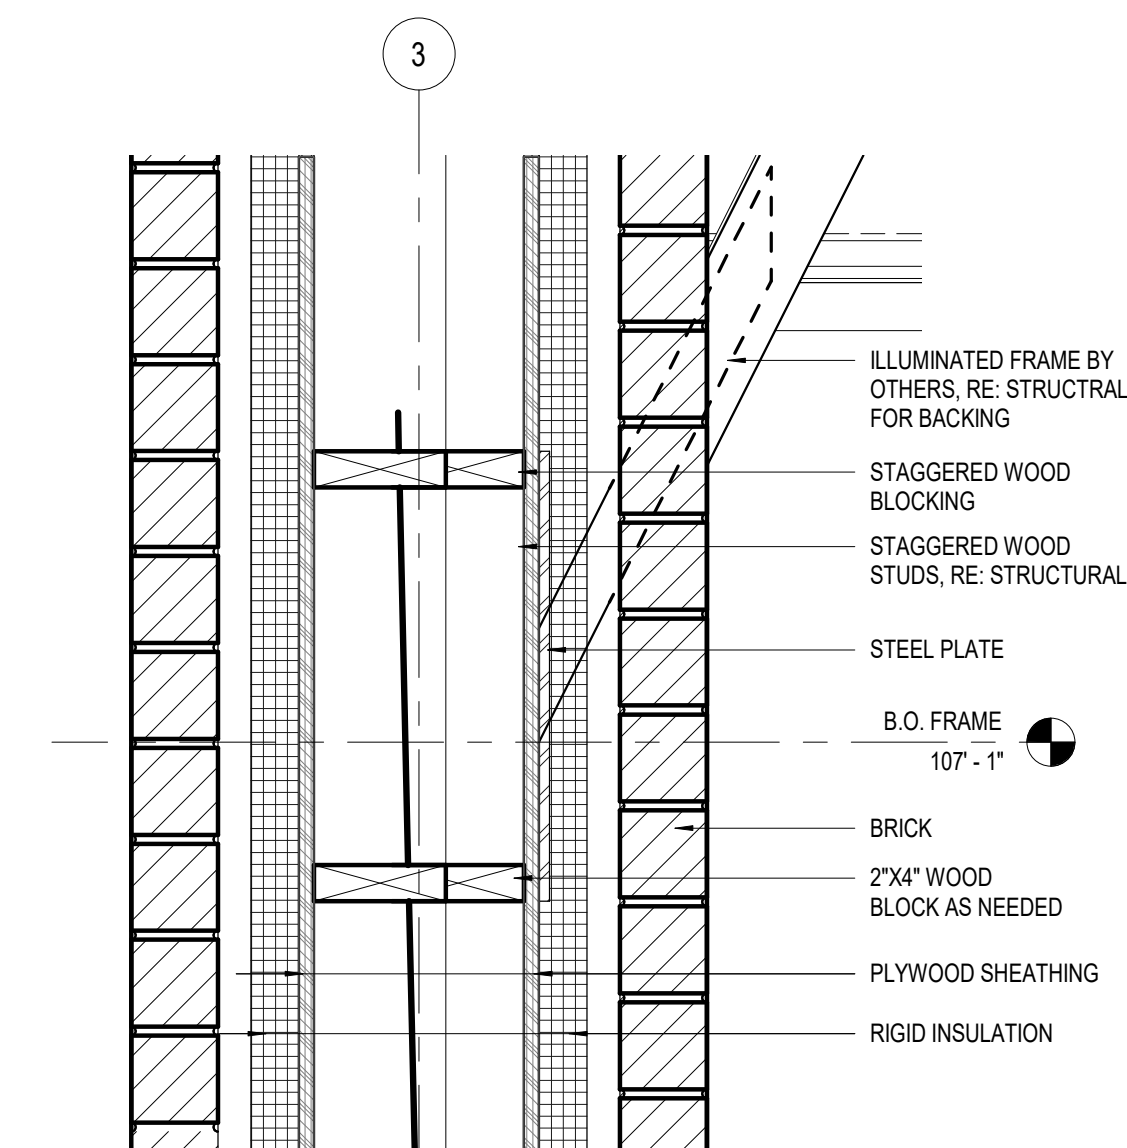 3
ILLUMINATED FRAME BY
OTHERS, RE: STRUCTRAL
FOR BACKING
STAGGERED WOOD
BLOCKING
STAGGERED WOOD
STUDS, RE: STRUCTURAL
STEEL PLATE
B.O. FRAME
107' - 1"
BRICK
2"X4" WOOD
BLOCK AS NEEDED
PLYWOOD SHEATHING
RIGID INSULATION